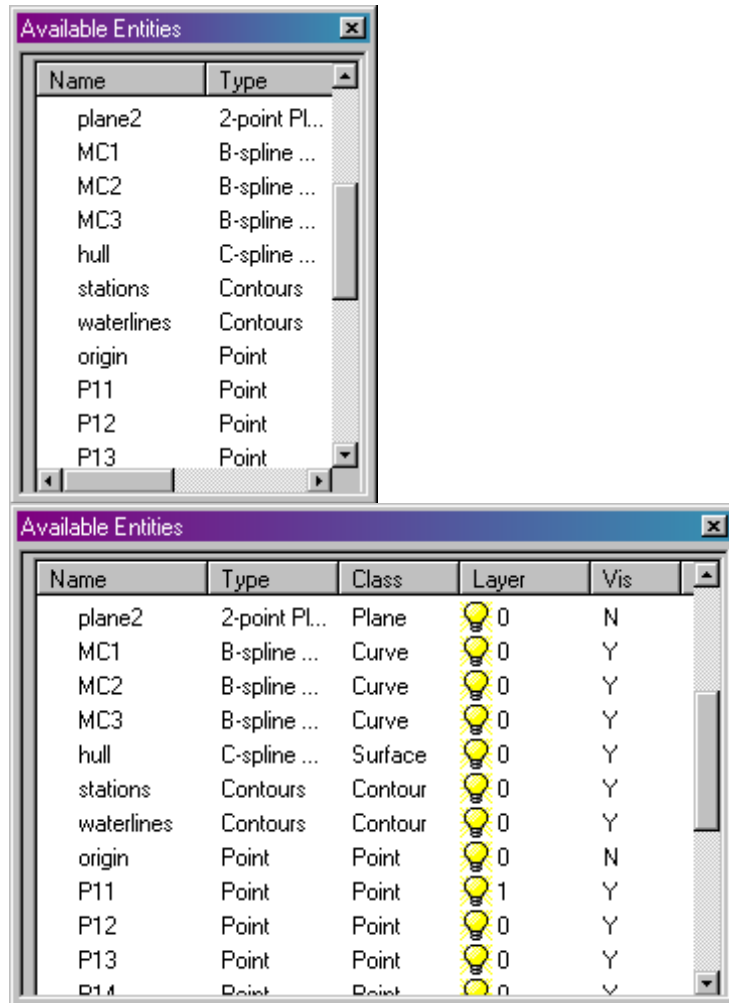 Available Entities
Name Type
plane2 2-point Pl...
MC1 B-spline ...
MC2 B-spline ...
MC3 B-spline ...
hull C-spline ...
stations Contours
waterlines Contours
origin Point
P11 Point
P12 Point
P13 Point
Available Entities
Name Type Class Layer Vis
plane2 2-point Pl... Plane 0 N
MC1 B-spline ... Curve 0 Y
MC2 B-spline ... Curve 0 Y
MC3 B-spline ... Curve 0 Y
hull C-spline ... Surface 0 Y
stations Contours Contour 0 Y
waterlines Contours Contour 0 Y
origin Point Point 0 N
P11 Point Point 1 Y
P12 Point Point 0 Y
P13 Point Point 0 Y
P14 Point Point 0 Y